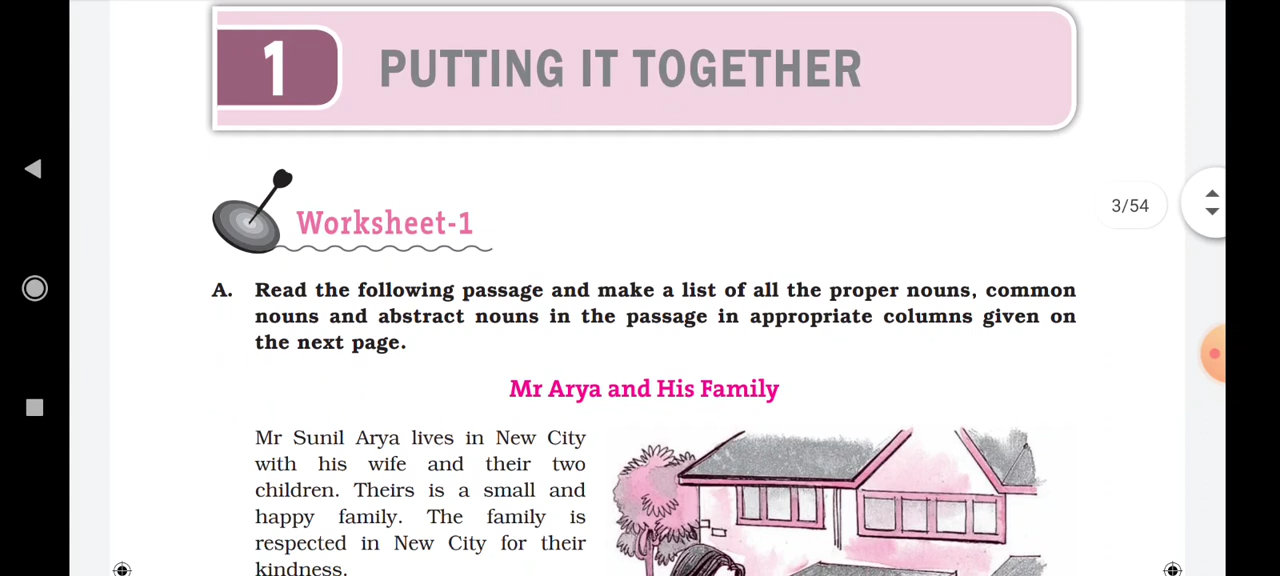 1 PUTTING IT TOGETHER
3/54
Worksheet-1
A. Read the following passage and make a list of all the proper nouns, common
nouns and abstract nouns in the passage in appropriate columns given on
the next page.
Mr Arya and His Family
Mr Sunil Arya lives in New City
with his wife and their two
children. Theirs is a small and
happy family. The family is
respected in New City for their
kindness.